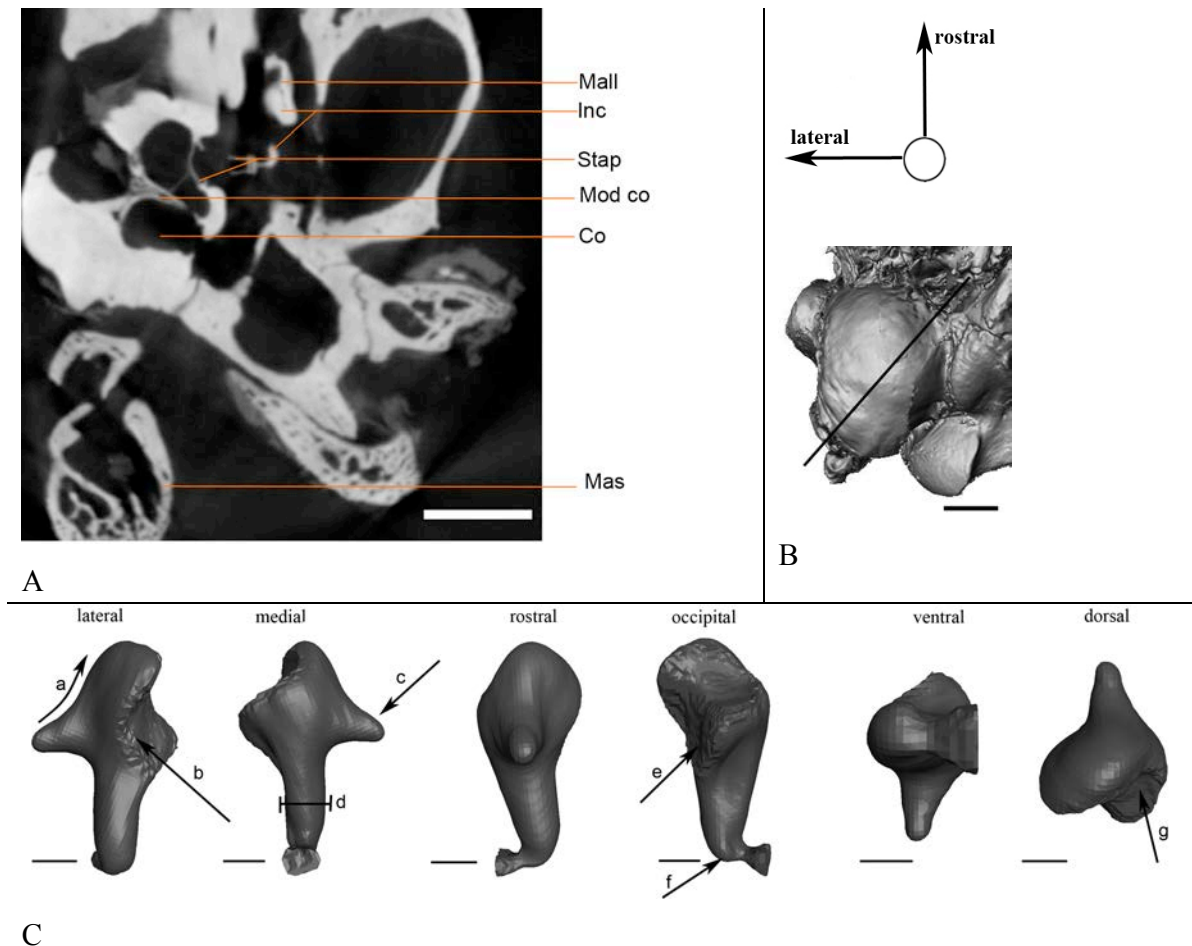 Mall
Inc
Stap
Mod co
Co
Mas
A
rostral
lateral
B
lateral medial rostral occipital ventral dorsal
a
b
c
d
e
f
g
C